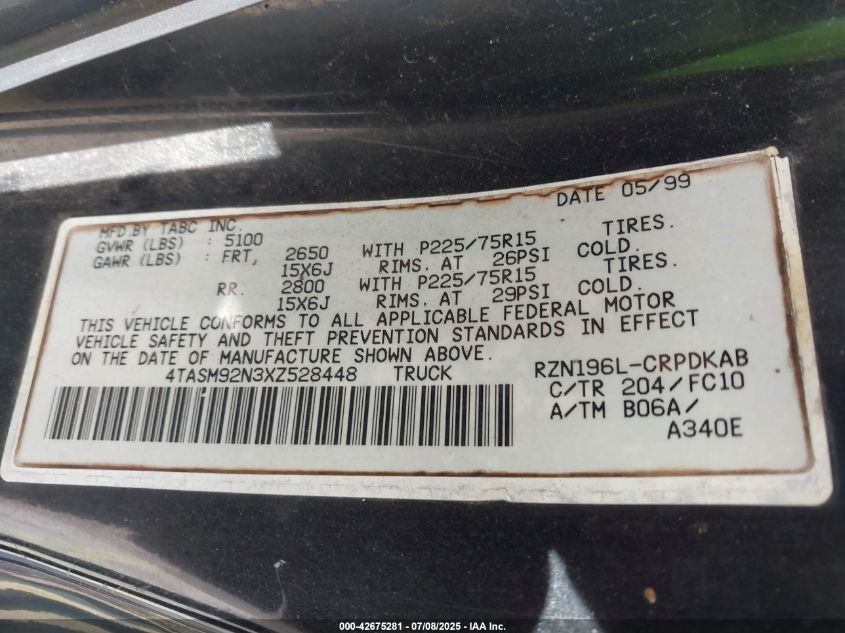 DATE 05/99
MFD.BY TABC INC.
GVWR (LBS) : 5100
GAWR (LBS) : FRT, 2650 WITH P225/75R15 TIRES.
15X6J RIMS. AT 26PSI COLD.
RR. 2800 WITH P225/75R15 TIRES.
15X6J RIMS. AT 29PSI COLD.
THIS VEHICLE CONFORMS TO ALL APPLICABLE FEDERAL MOTOR
VEHICLE SAFETY AND THEFT PREVENTION STANDARDS IN EFFECT
ON THE DATE OF MANUFACTURE SHOWN ABOVE.
4TASM92N3XZ528448 TRUCK RZN196L-CRPDKAB
C/TR 204/FC10
A/TM B06A/
A340E
000-42675281 - 07/08/2025 - IAA Inc.